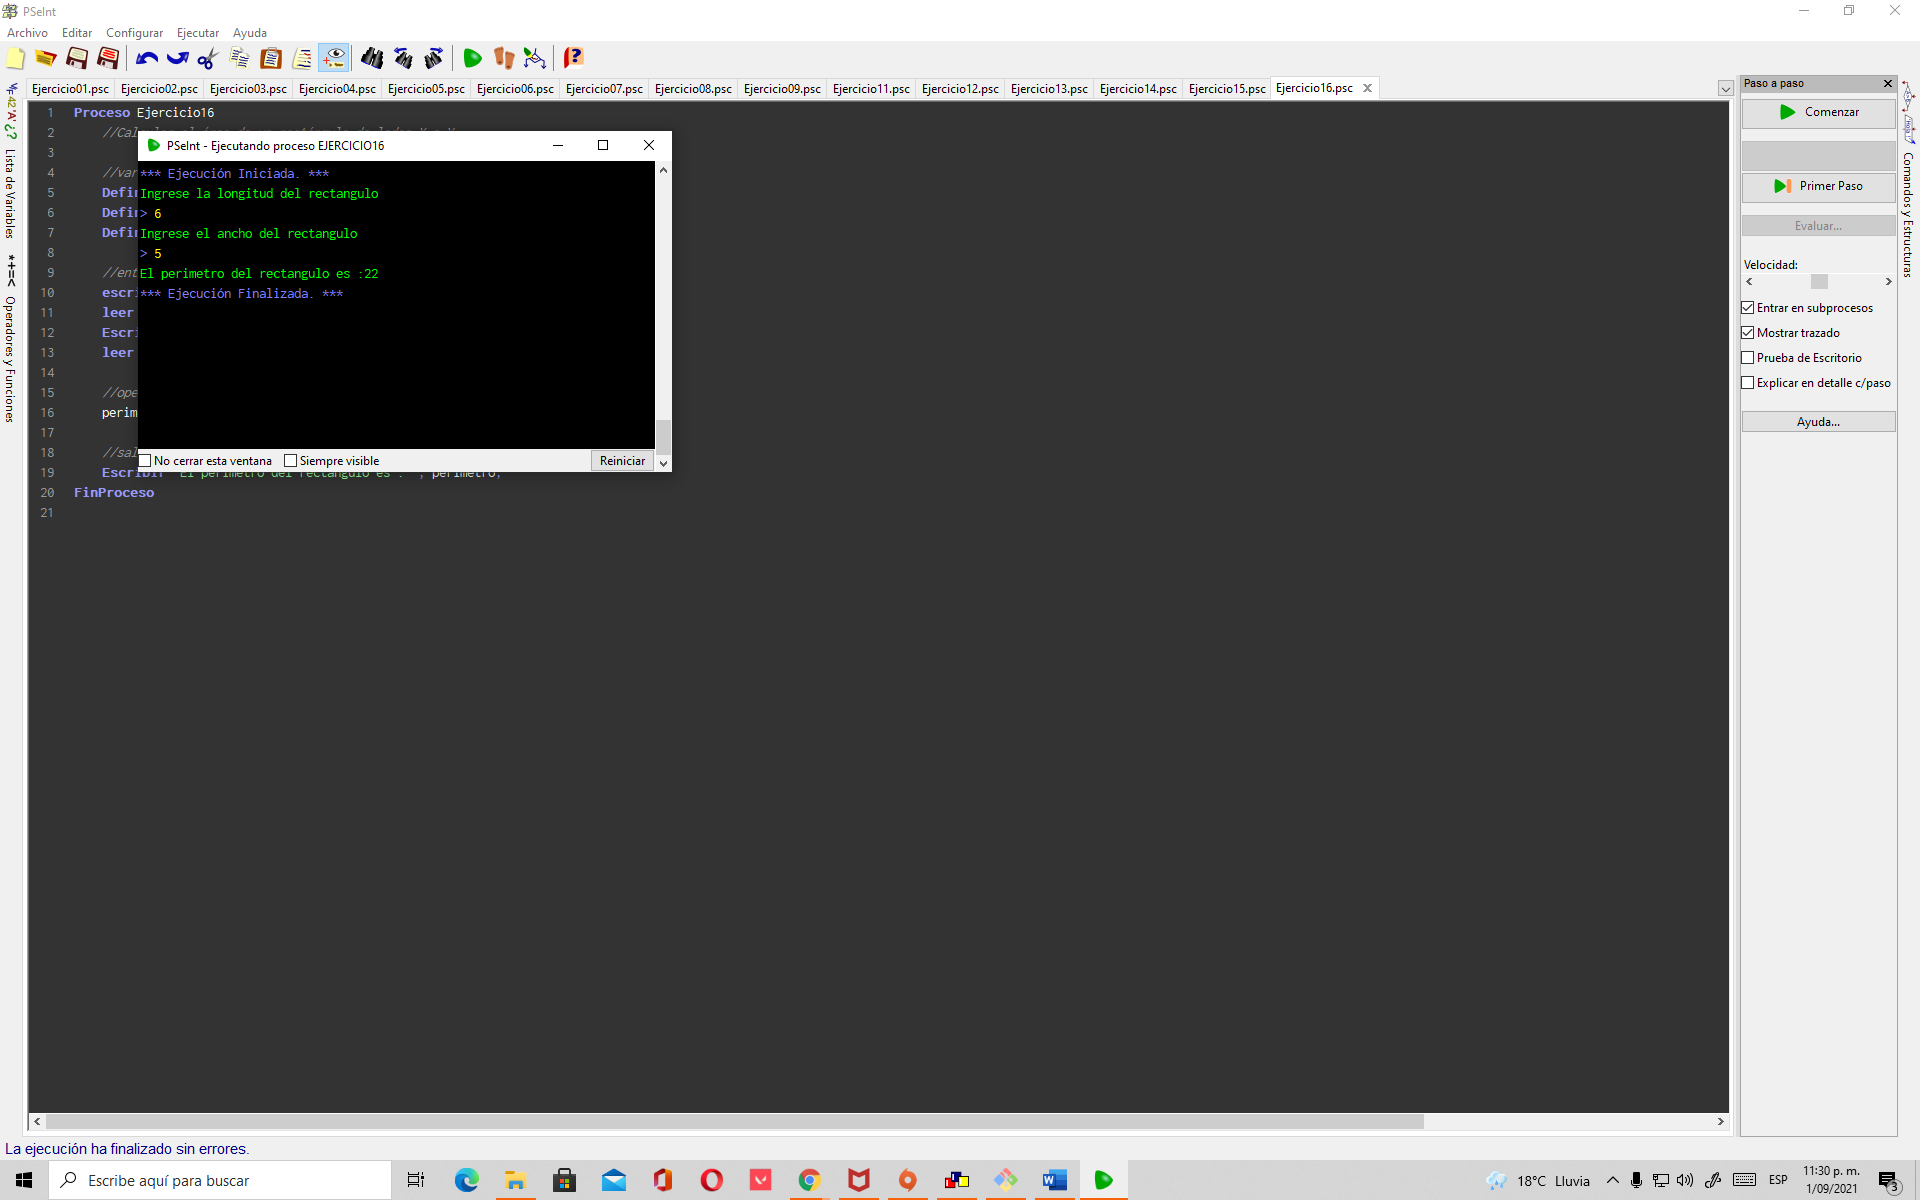 PSeInt
Archivo Editar Configurar Ejecutar Ayuda
Ejercicio01.psc Ejercicio02.psc Ejercicio03.psc Ejercicio04.psc Ejercicio05.psc Ejercicio06.psc Ejercicio07.psc Ejercicio08.psc Ejercicio09.psc Ejercicio11.psc Ejercicio12.psc Ejercicio13.psc Ejercicio14.psc Ejercicio15.psc Ejercicio16.psc
Lista de Variables
*+=< Operadores y Funciones
1 Proceso Ejercicio16
2
3
4 //var
5 Defin
6 Defin
7 Defin
8
9 //ent
10 escri
11 leer
12 Escri
13 leer
14
15 //ope
16 perim
17
18 //sal
19 Escribir "El perimetro del rectangulo es :" , perimetro;
20 FinProceso
21
PSeInt - Ejecutando proceso EJERCICIO16
*** Ejecución Iniciada. ***
Ingrese la longitud del rectangulo
> 6
Ingrese el ancho del rectangulo
> 5
El perimetro del rectangulo es :22
*** Ejecución Finalizada. ***
No cerrar esta ventana Siempre visible Reiniciar
Paso a paso
Comenzar
Primer Paso
Evaluar...
Velocidad:
Entrar en subprocesos
Mostrar trazado
Prueba de Escritorio
Explicar en detalle c/paso
Ayuda...
Comandos y Estructuras
La ejecución ha finalizado sin errores.
Escribe aquí para buscar
18°C Lluvia
ESP
11:30 p. m.
1/09/2021
3